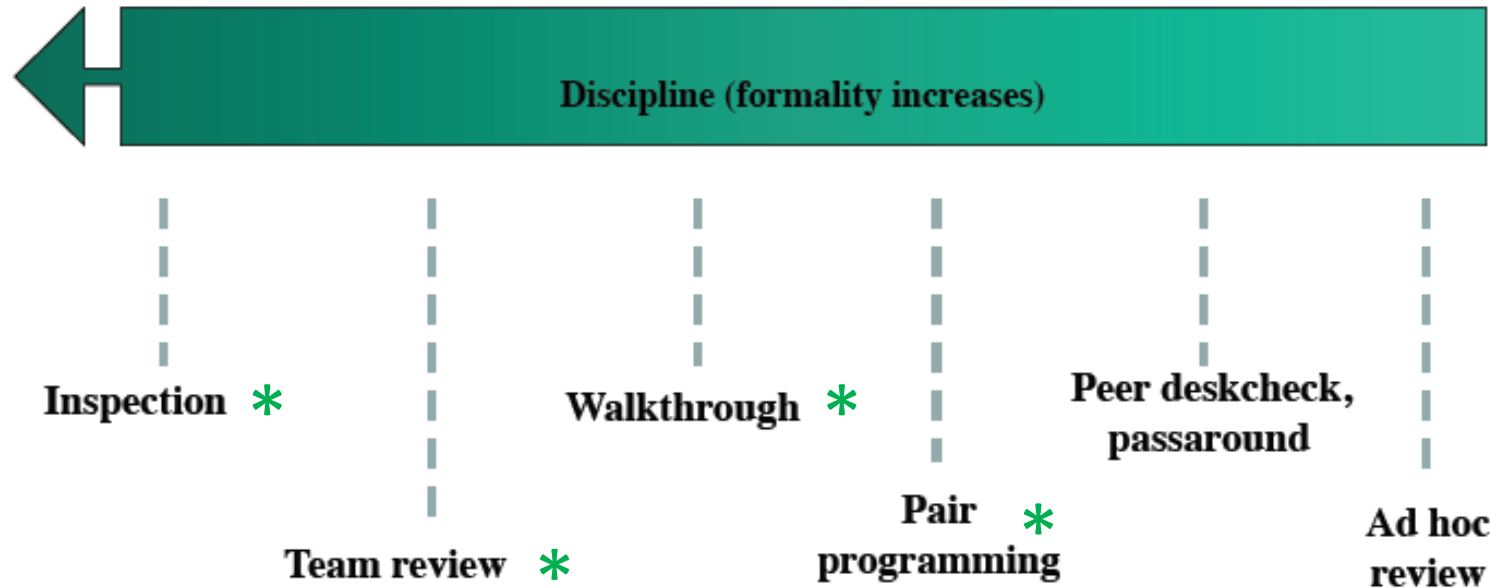 Discipline (formality increases)
Inspection *
Walkthrough *
Peer deskcheck,
passaround
Team review *
Pair *
programming
Ad hoc
review